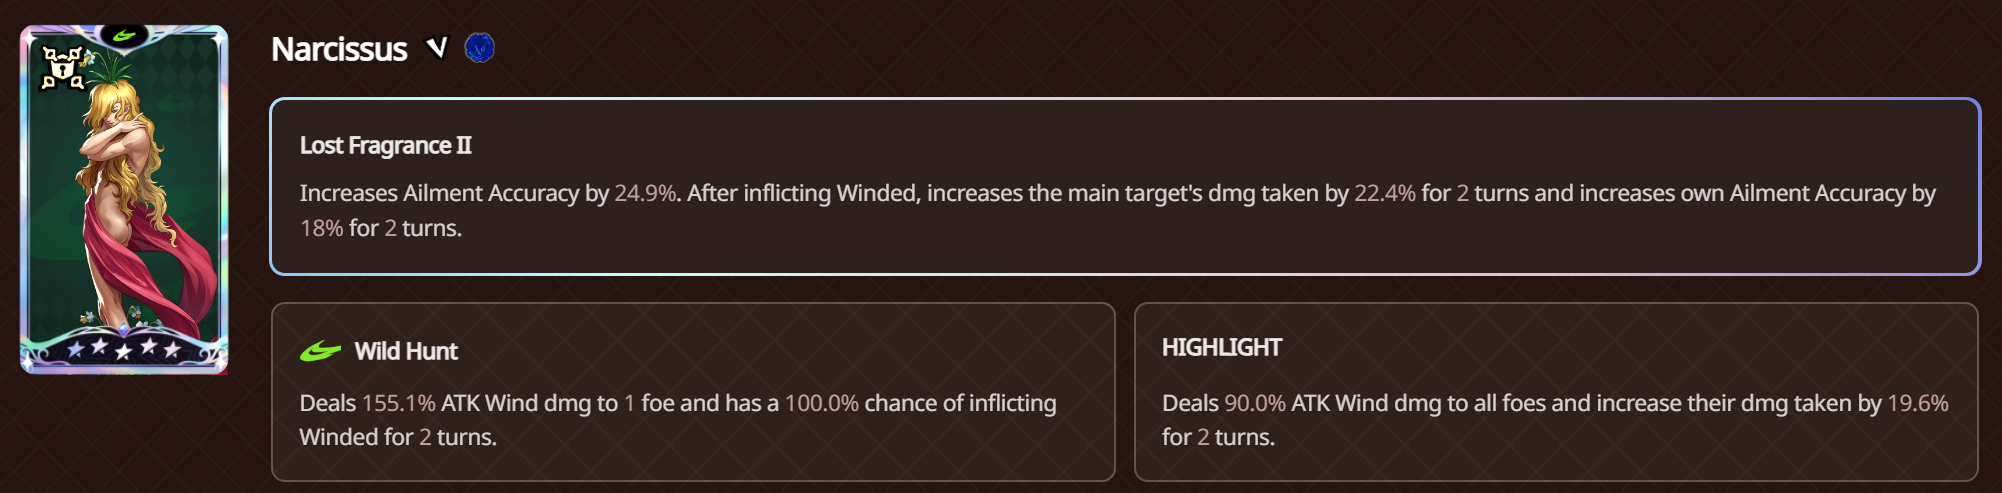 Narcissus V
Lost Fragrance II
Increases Ailment Accuracy by 24.9%. After inflicting Winded, increases the main target's dmg taken by 22.4% for 2 turns and increases own Ailment Accuracy by
18% for 2 turns.
Wild Hunt
Deals 155.1% ATK Wind dmg to 1 foe and has a 100.0% chance of inflicting
Winded for 2 turns.
HIGHLIGHT
Deals 90.0% ATK Wind dmg to all foes and increase their dmg taken by 19.6%
for 2 turns.